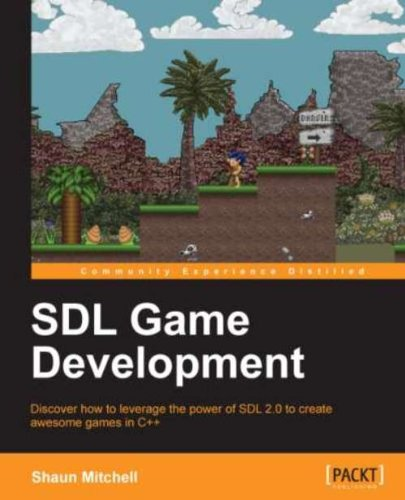 DANGER
Community Experience Distilled
SDL Game
Development
Discover how to leverage the power of SDL 2.0 to create
awesome games in C++
Shaun Mitchell
[PACKT]
PUBLISHING